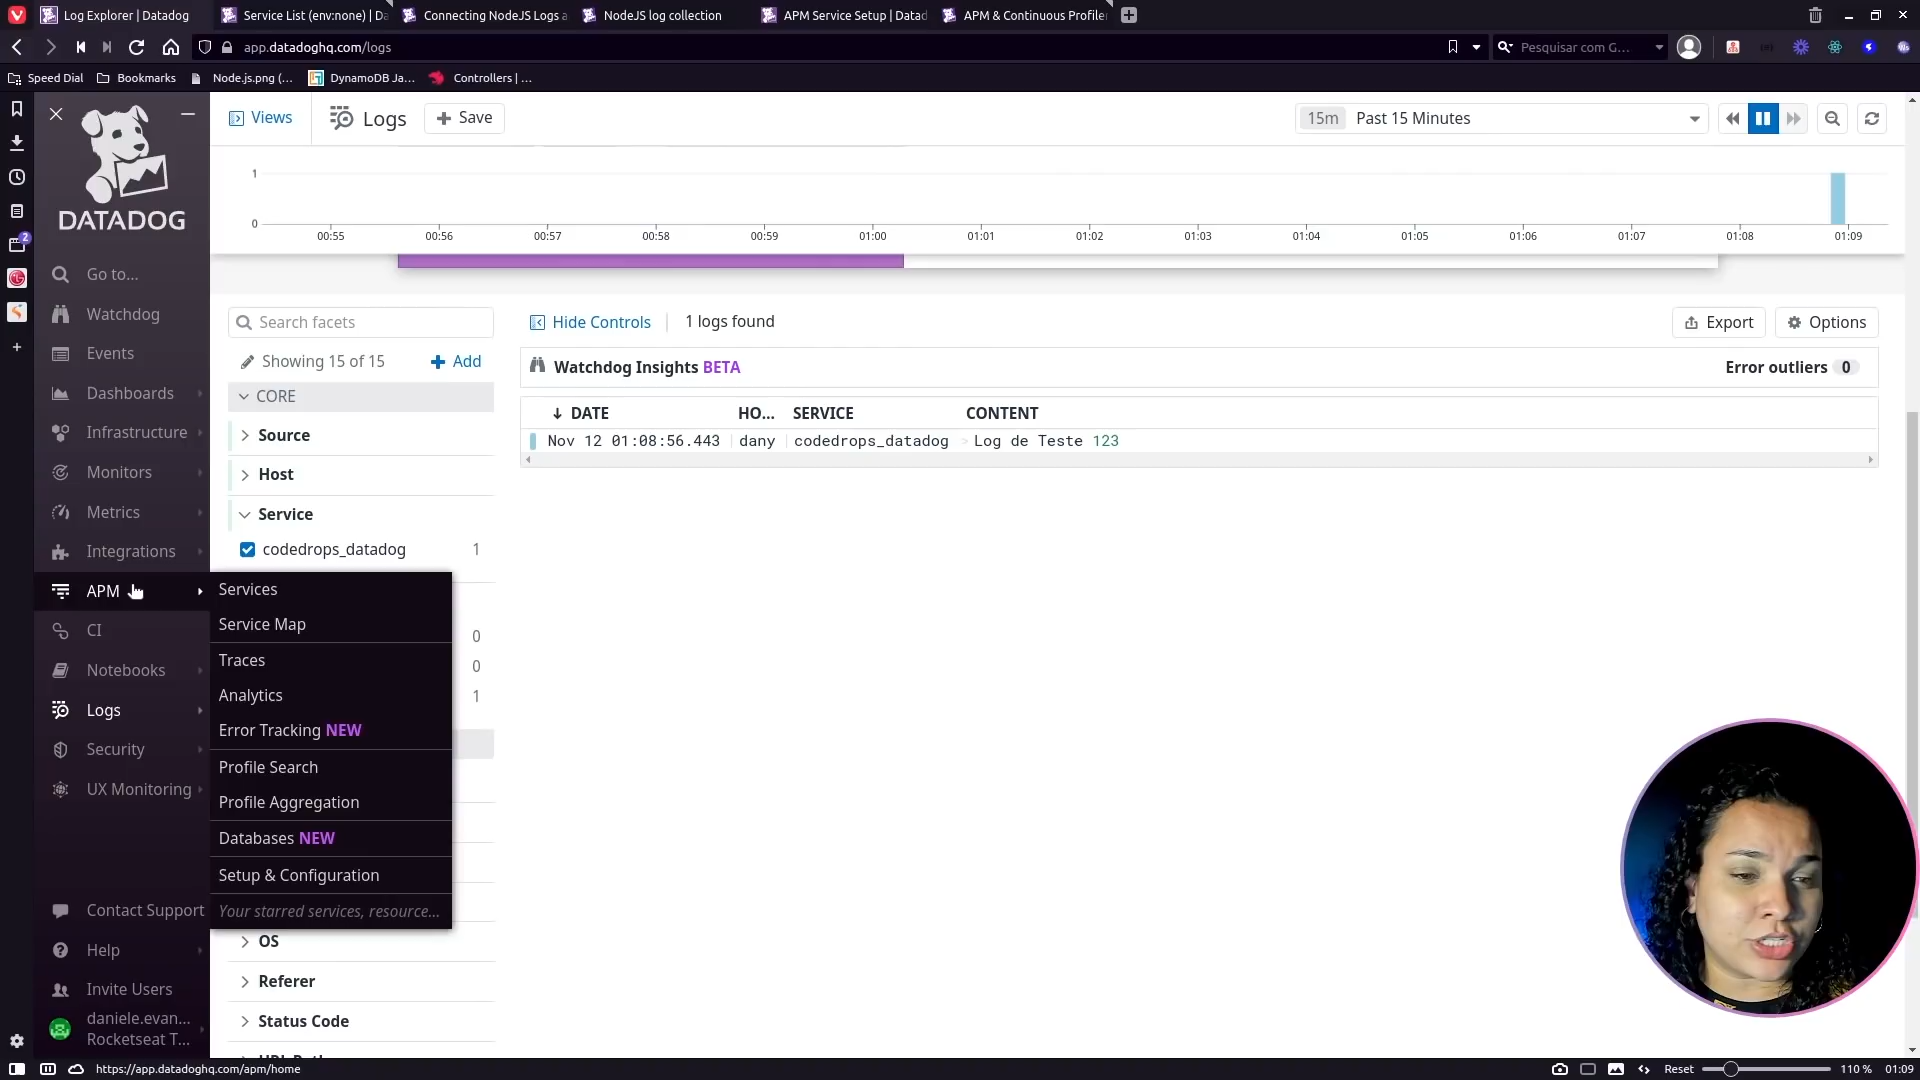 Log Explorer | Datadog
Service List (env:none) | Da
Connecting NodeJS Logs a
NodeJS log collection
APM Service Setup | Datad
APM & Continuous Profiler
app.datadoghq.com/logs
Pesquisar com G...
Speed Dial
Bookmarks
Node.js.png (...
DynamoDB Ja...
Controllers | ...
2
DATADOG
Go to...
Watchdog
Events
Dashboards
Infrastructure
Monitors
Metrics
Integrations
APM
CI
Notebooks
Logs
Security
UX Monitoring
Contact Support
Help
Invite Users
daniele.evan...
Rocketseat T...
Views
Logs
Save
15m Past 15 Minutes
1
0
00:55 00:56 00:57 00:58 00:59 01:00 01:01 01:02 01:03 01:04 01:05 01:06 01:07 01:08 01:09
Search facets
Showing 15 of 15
Add
CORE
Source
Host
Service
codedrops_datadog 1
0
0
1
Services
Service Map
Traces
Analytics
Error Tracking NEW
Profile Search
Profile Aggregation
Databases NEW
Setup & Configuration
Your starred services, resource...
OS
Referer
Status Code
Hide Controls
1 logs found
Export
Options
Watchdog Insights BETA
Error outliers 0
DATE HO... SERVICE CONTENT
Nov 12 01:08:56.443 dany codedrops_datadog Log de Teste 123
https://app.datadoghq.com/apm/home
Reset
110 %
01:09